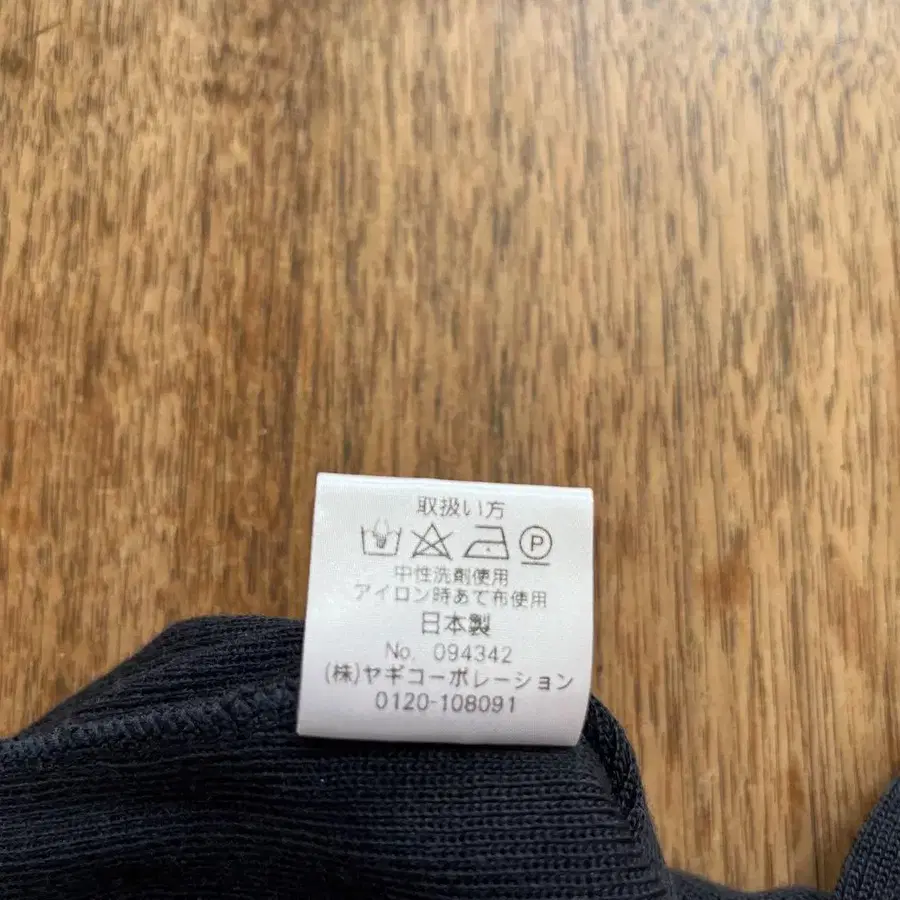 取扱い方
P
中性洗剤使用
アイロン時あて布使用
日本製
No. 094342
(株)ヤギコーポレーション
0120-108091